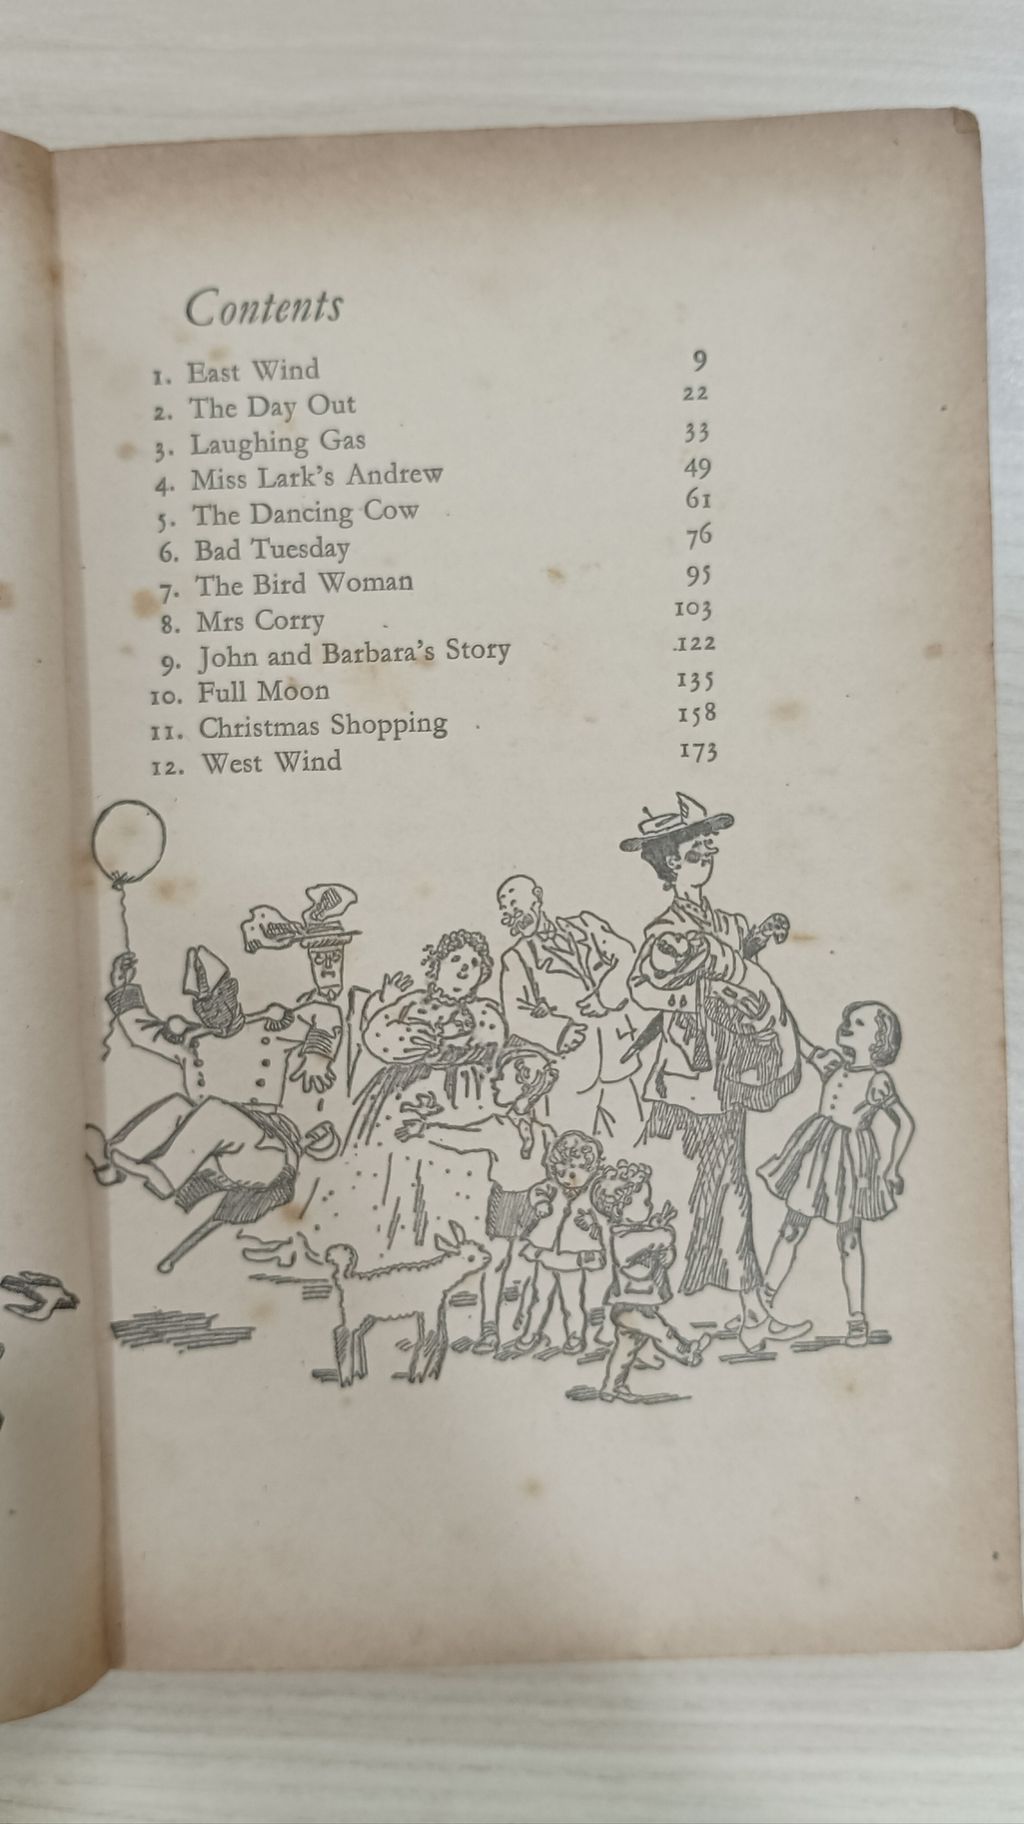 Contents
1. East Wind 9
2. The Day Out 22
3. Laughing Gas 33
4. Miss Lark's Andrew 49
5. The Dancing Cow 61
6. Bad Tuesday 76
7. The Bird Woman 95
8. Mrs Corry 103
9. John and Barbara's Story 122
10. Full Moon 135
11. Christmas Shopping 158
12. West Wind 173